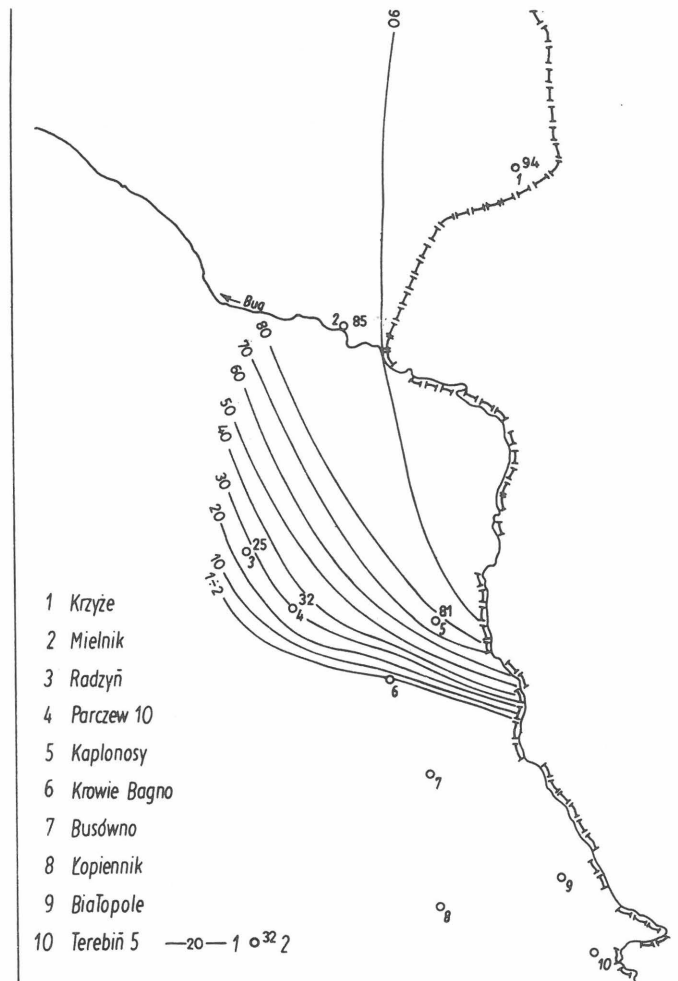 90
94
1
Bug
2 85
80
70
60
50
40
30
20
10
1÷2
25
3
32
4
81
5
6
7
8
9
10
1 Krzyże
2 Mielnik
3 Radzyń
4 Parczew 10
5 Kaplonosy
6 Krowie Bagno
7 Busówno
8 Łopiennik
9 Białopole
10 Terebiń 5 —20— 1 o³² 2